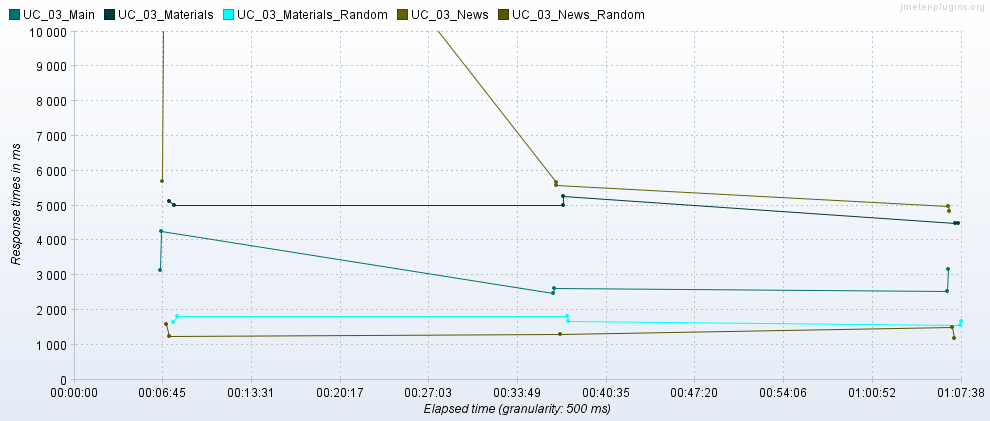 UC_03_Main UC_03_Materials UC_03_Materials_Random UC_03_News UC_03_News_Random
jmeter-plugins.org
10 000
9 000
8 000
7 000
6 000
5 000
4 000
3 000
2 000
1 000
0
Response times in ms
00:00:00 00:06:45 00:13:31 00:20:17 00:27:03 00:33:49 00:40:35 00:47:20 00:54:06 01:00:52 01:07:38
Elapsed time (granularity: 500 ms)